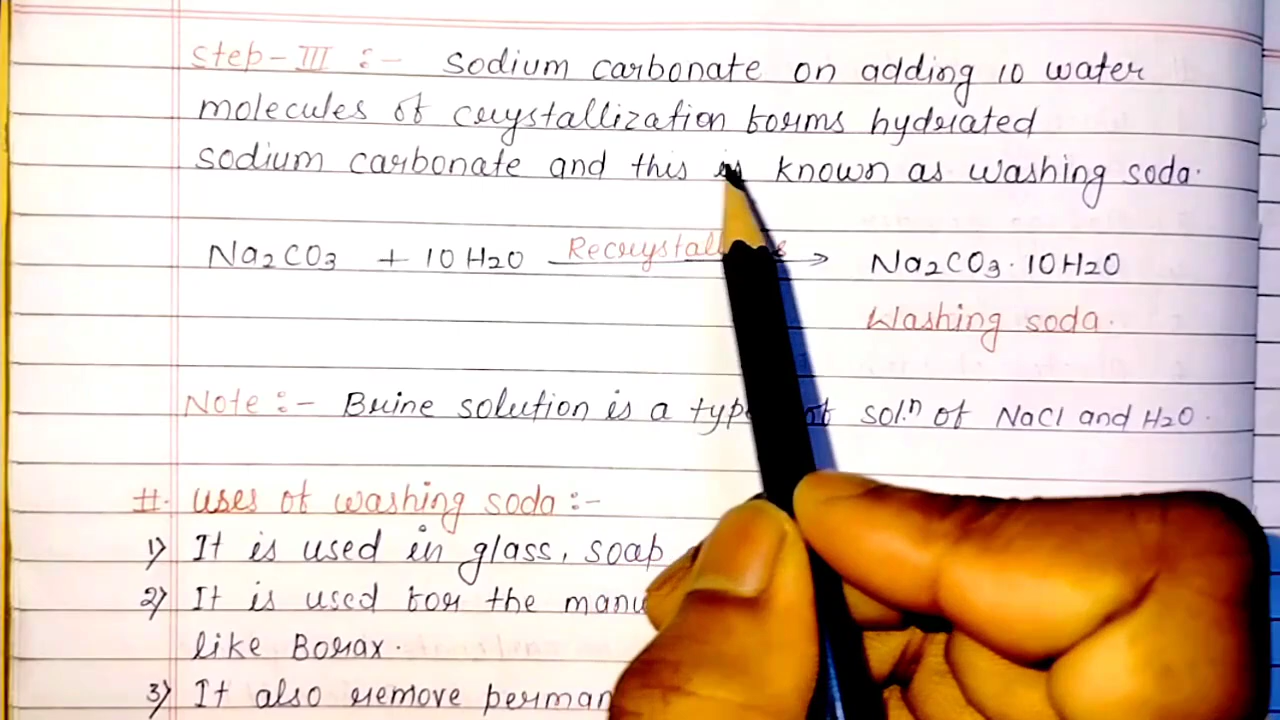 Step-III :- Sodium carbonate on adding 10 water
molecules of crystallization forms hydrated
sodium carbonate and this is known as washing soda.
Na2CO3 + 10H2O → Na2CO3.10H2O
Washing soda.
Note :- Brine solution is a of sol.n of NaCl and H2O.
#. Uses of washing soda :-
1) It is used in glass, soap
2) It is used for the
like Borax.
3) It also remove